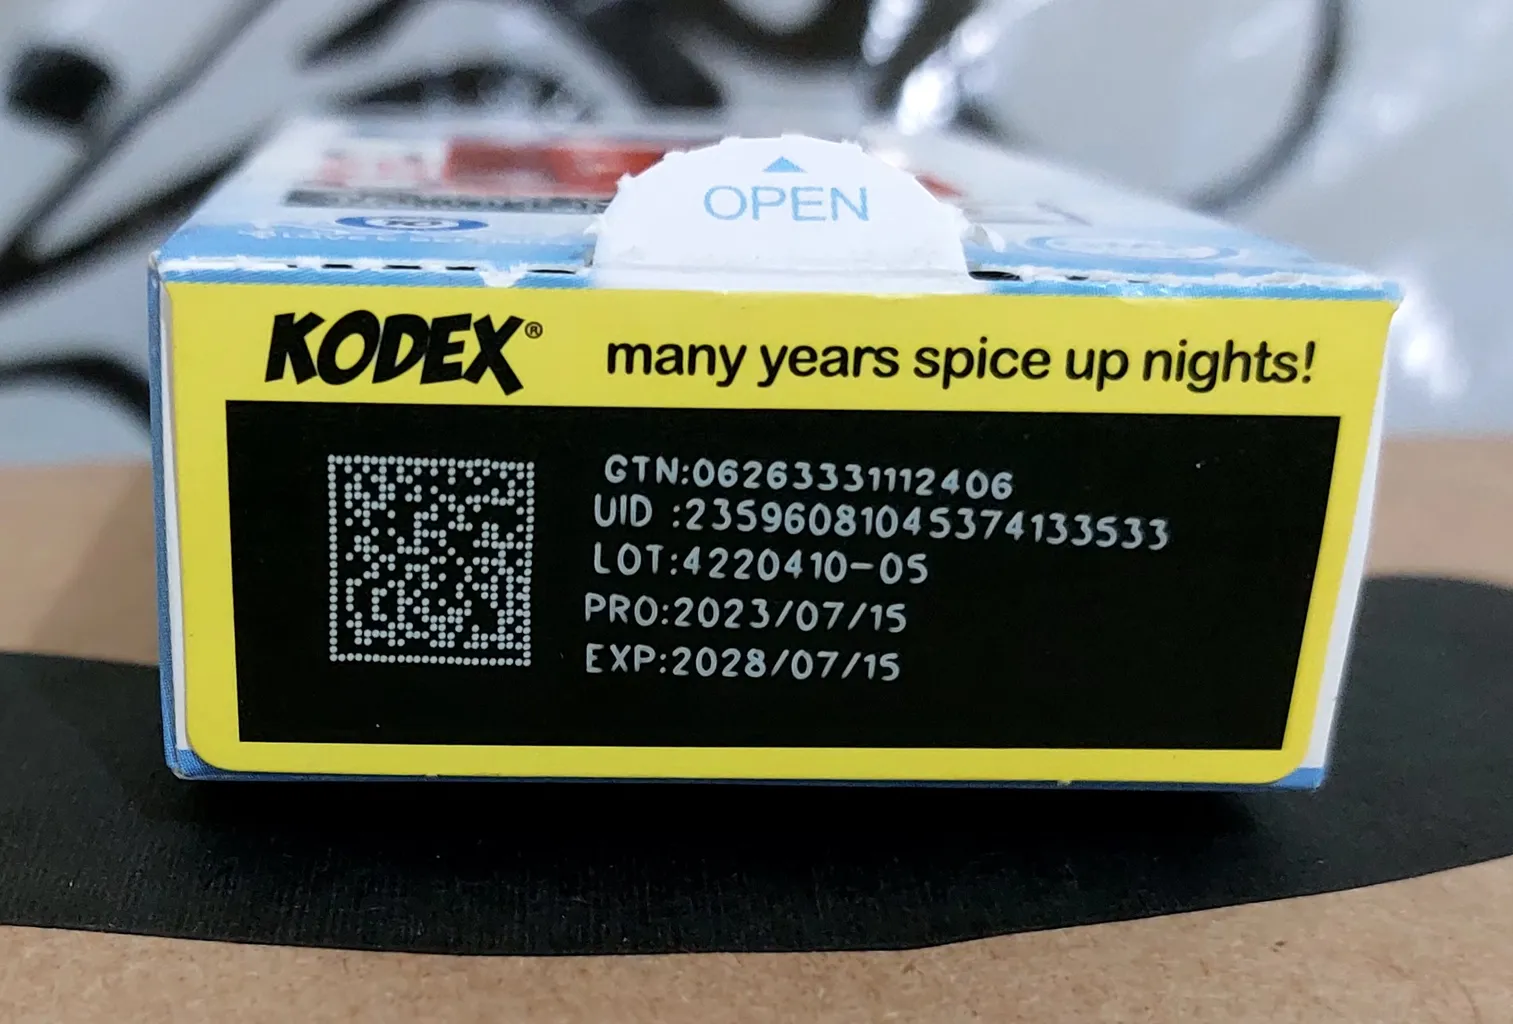 OPEN
KODEX® many years spice up nights!
GTN:06263331112406
UID :23596081045374133533
LOT:4220410-05
PRO:2023/07/15
EXP:2028/07/15